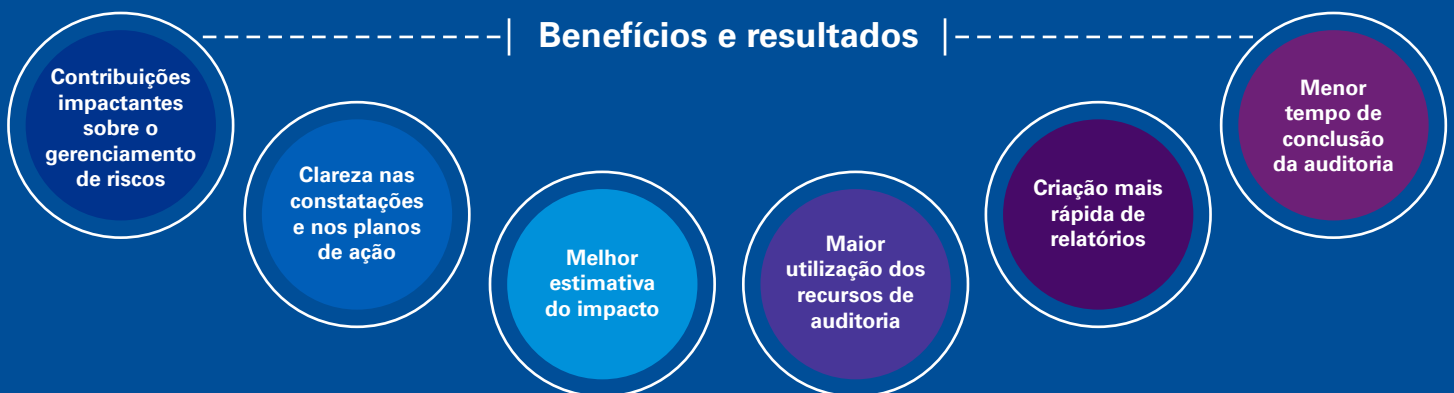 Benefícios e resultados
Contribuições
impactantes
sobre o
gerenciamento
de riscos
Clareza nas
constatações
e nos planos
de ação
Melhor
estimativa
do impacto
Maior
utilização dos
recursos de
auditoria
Criação mais
rápida de
relatórios
Menor
tempo de
conclusão
da auditoria